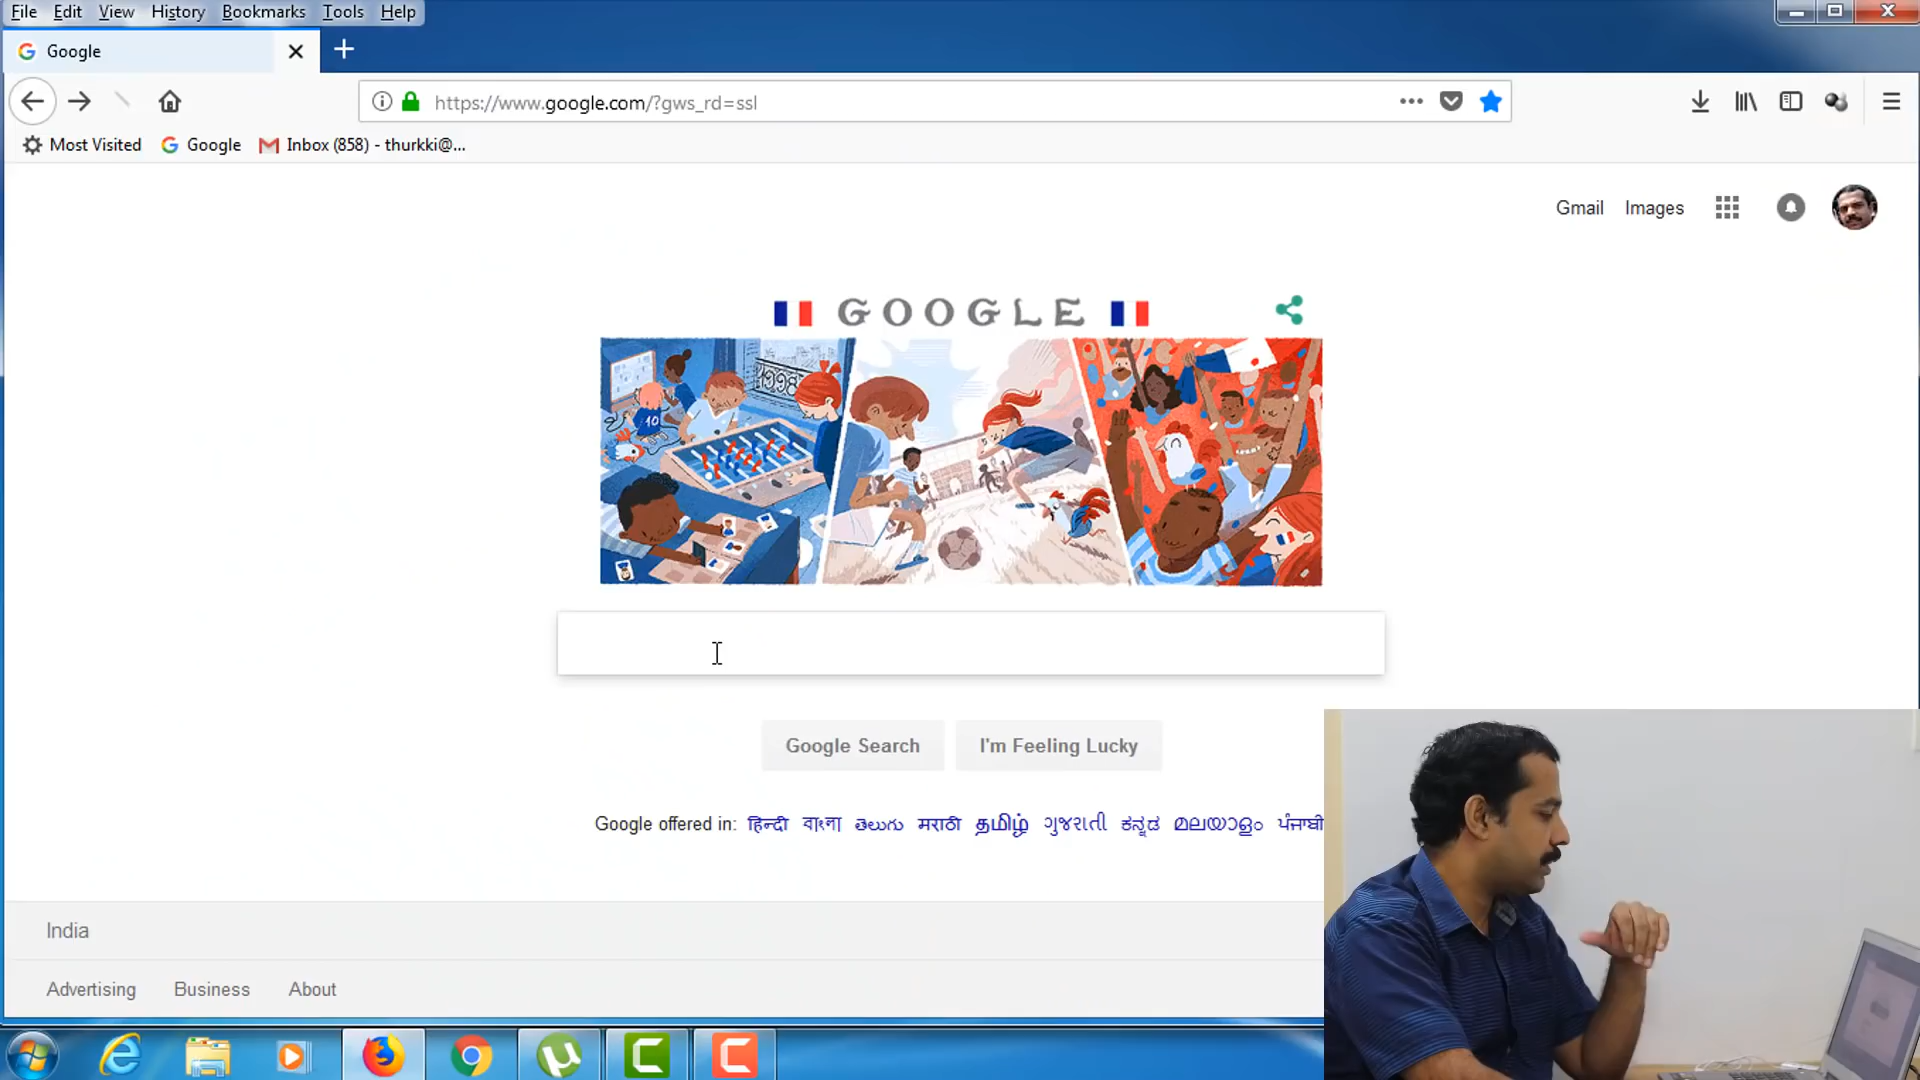 File Edit View History Bookmarks Tools Help
Google
https://www.google.com/?gws_rd=ssl
Most Visited Google Inbox (858) - thurkki@...
Gmail Images
GOOGLE
1998
10
Google Search I'm Feeling Lucky
Google offered in: हिन्दी বাংলা తెలుగు मराठी தமிழ் ગુજરાતી ಕನ್ನಡ മലയാളം ਪੰਜਾਬੀ
India
Advertising Business About